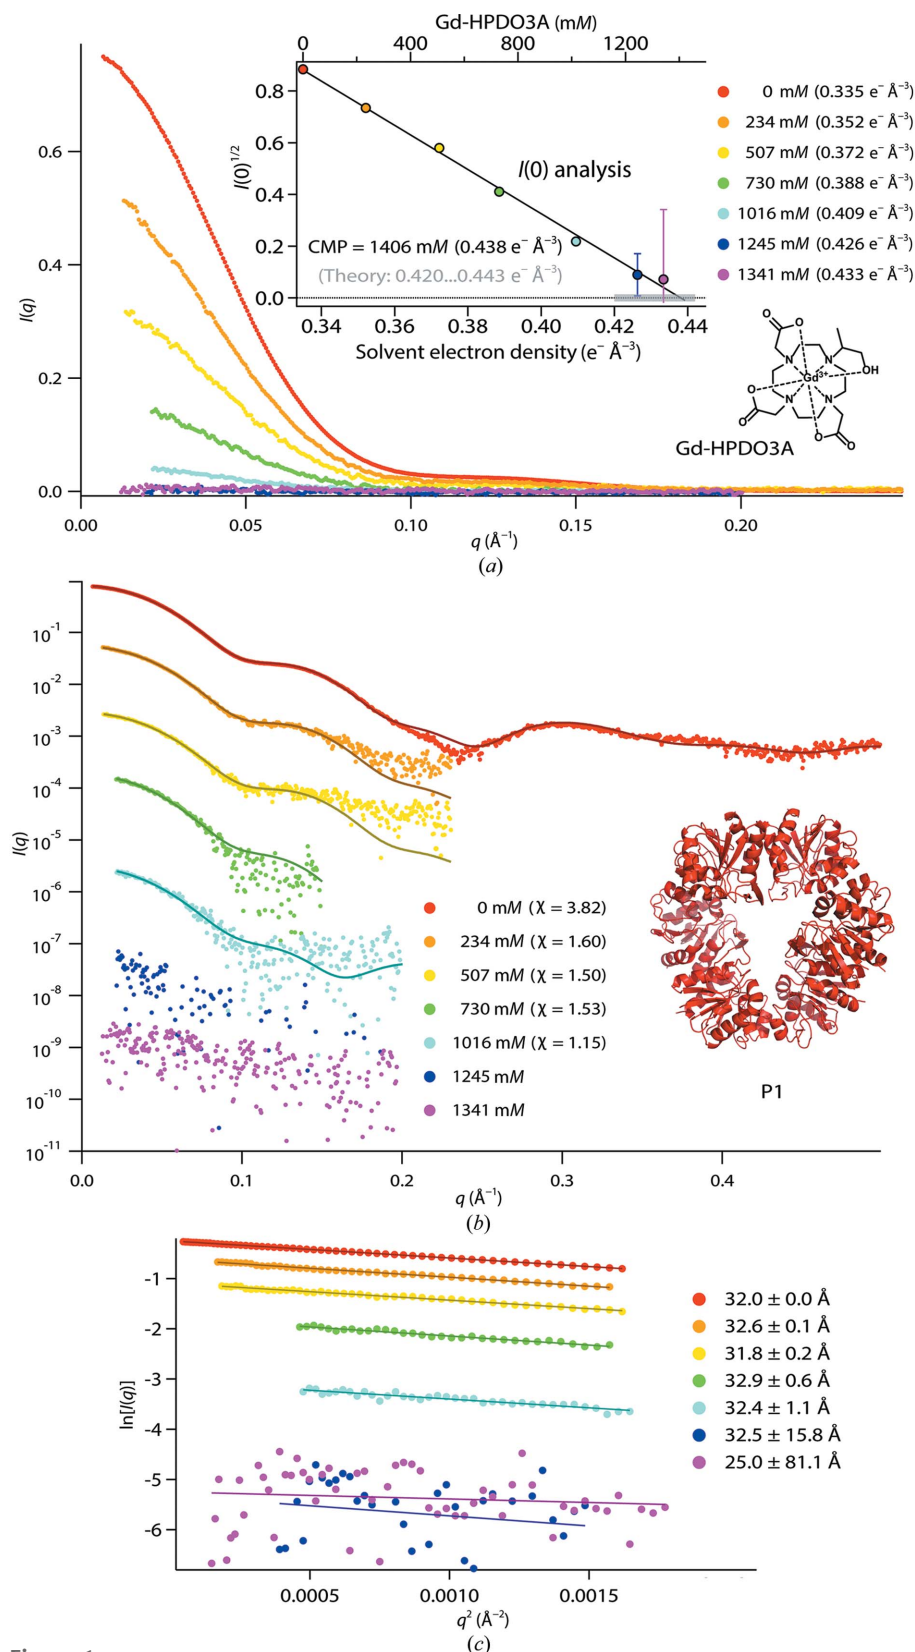 Gd-HPDO3A (mM)
0 400 800 1200
0.8
0.6
0.4
0.2
0.0
I(0)^1/2
I(0) analysis
CMP = 1406 mM (0.438 e⁻ Å⁻³)
(Theory: 0.420...0.443 e⁻ Å⁻³)
0.34 0.36 0.38 0.40 0.42 0.44
Solvent electron density (e⁻ Å⁻³)
0 mM (0.335 e⁻ Å⁻³)
234 mM (0.352 e⁻ Å⁻³)
507 mM (0.372 e⁻ Å⁻³)
730 mM (0.388 e⁻ Å⁻³)
1016 mM (0.409 e⁻ Å⁻³)
1245 mM (0.426 e⁻ Å⁻³)
1341 mM (0.433 e⁻ Å⁻³)
O O
N N OH
Gd³⁺
O N N
O O O
Gd-HPDO3A
0.6
0.4
0.2
0.0
I(q)
0.00 0.05 0.10 0.15 0.20
q (Å⁻¹)
(a)
10⁻¹
10⁻²
10⁻³
10⁻⁴
10⁻⁵
10⁻⁶
10⁻⁷
10⁻⁸
10⁻⁹
10⁻¹⁰
10⁻¹¹
I(q)
0 mM (χ = 3.82)
234 mM (χ = 1.60)
507 mM (χ = 1.50)
730 mM (χ = 1.53)
1016 mM (χ = 1.15)
1245 mM
1341 mM
P1
0.0 0.1 0.2 0.3 0.4
q (Å⁻¹)
(b)
-1
-2
-3
-4
-5
-6
ln[I(q)]
32.0 ± 0.0 Å
32.6 ± 0.1 Å
31.8 ± 0.2 Å
32.9 ± 0.6 Å
32.4 ± 1.1 Å
32.5 ± 15.8 Å
25.0 ± 81.1 Å
0.0005 0.0010 0.0015
q² (Å⁻²)
(c)